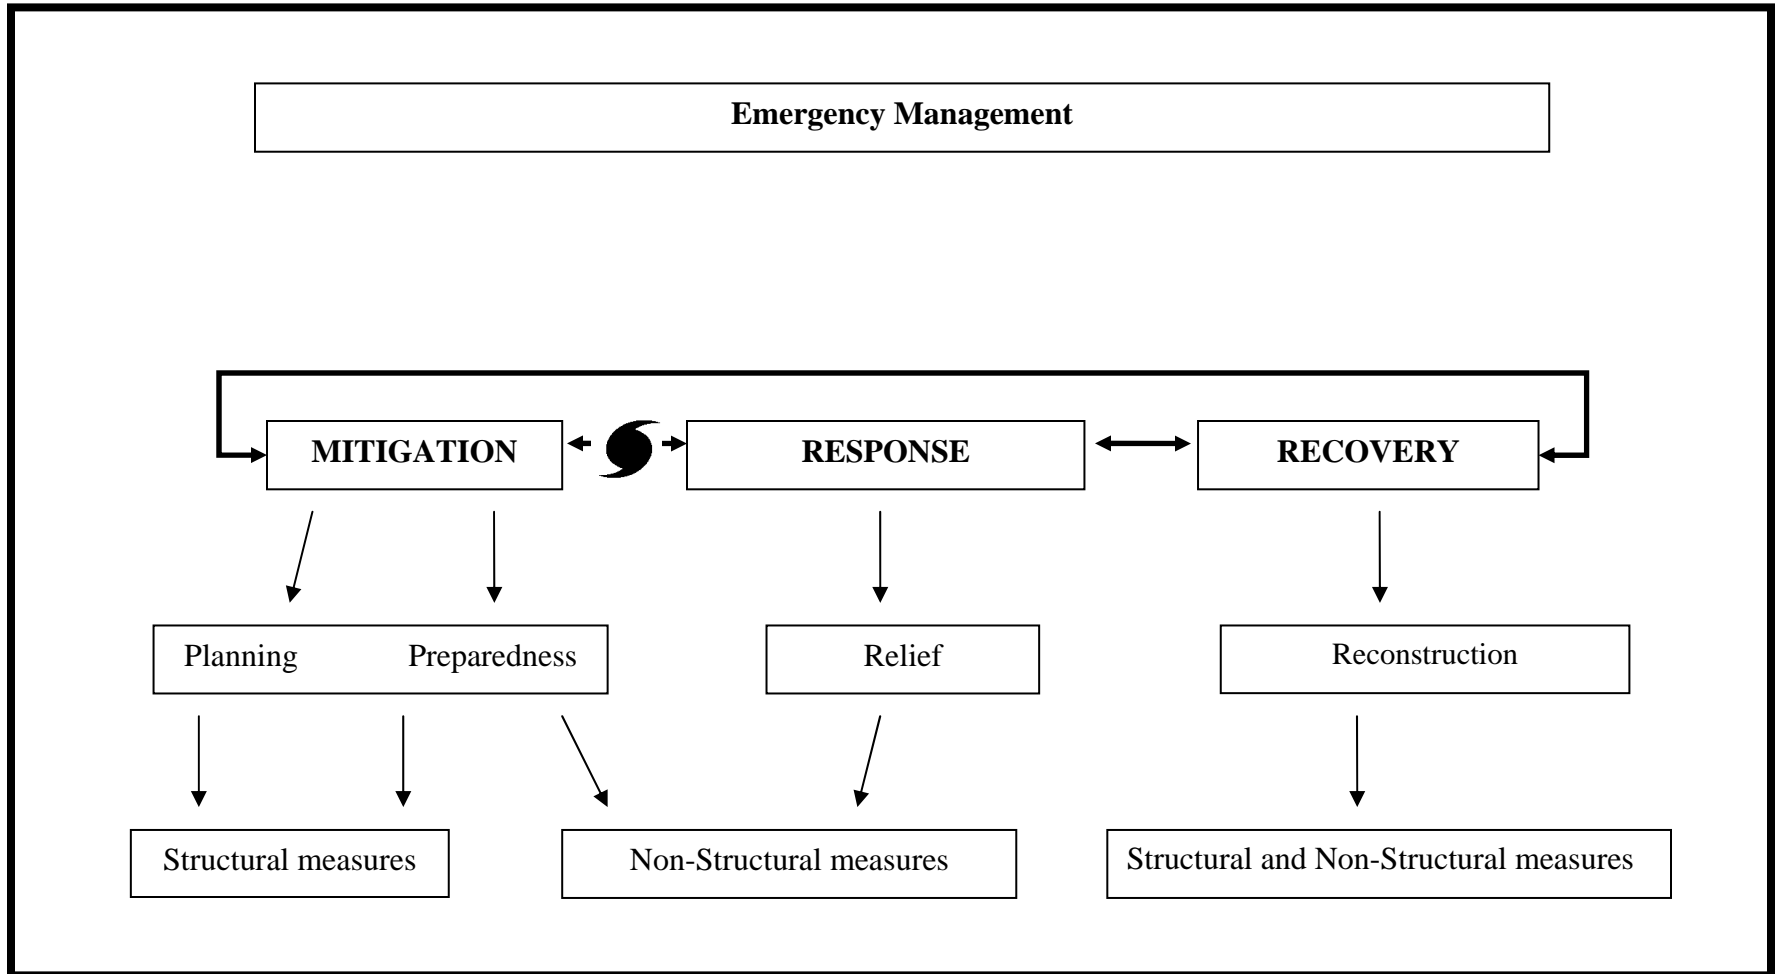 Emergency Management
MITIGATION
RESPONSE
RECOVERY
Planning Preparedness
Relief
Reconstruction
Structural measures
Non-Structural measures
Structural and Non-Structural measures